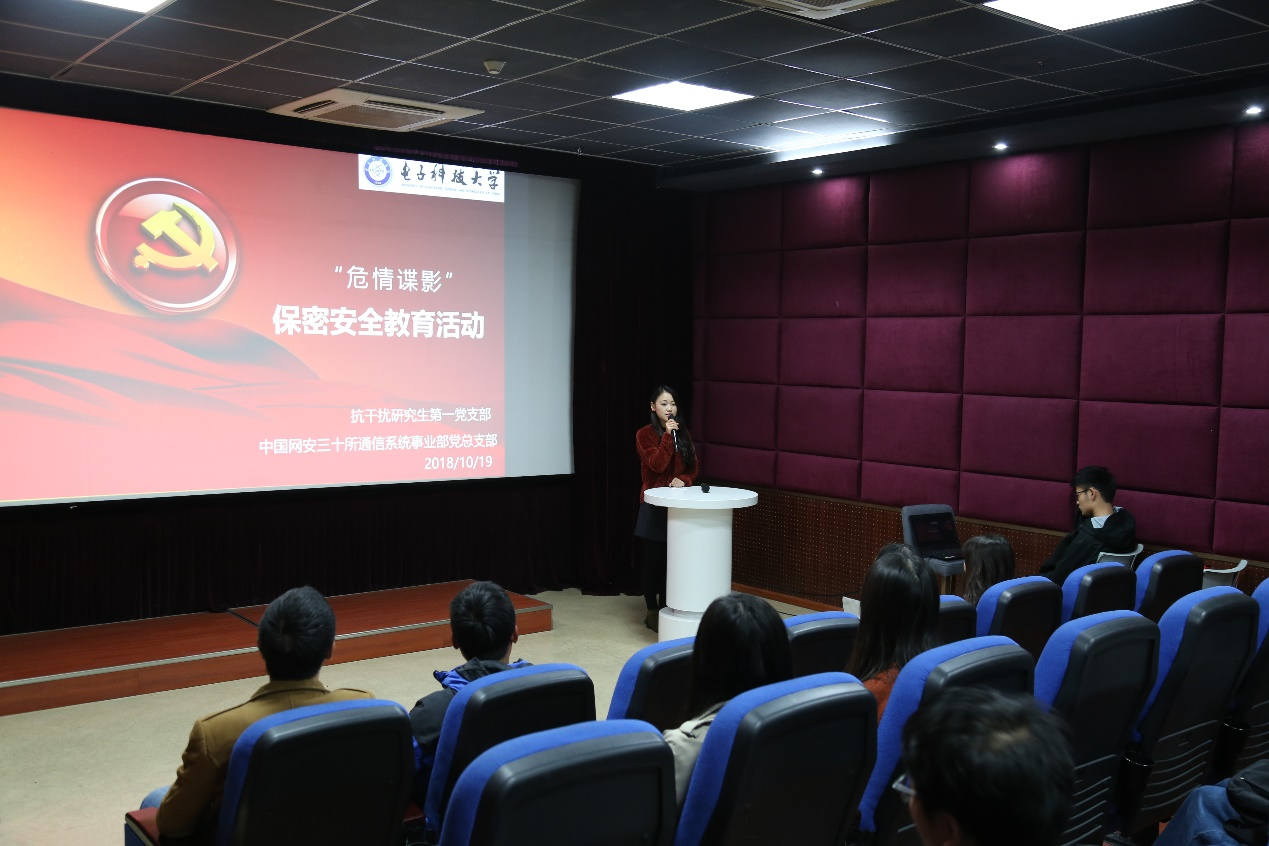 电子科技大学
“危情谍影”
保密安全教育活动
抗干扰研究生第一党支部
中国网安三十所通信系统事业部党总支部
2018/10/19